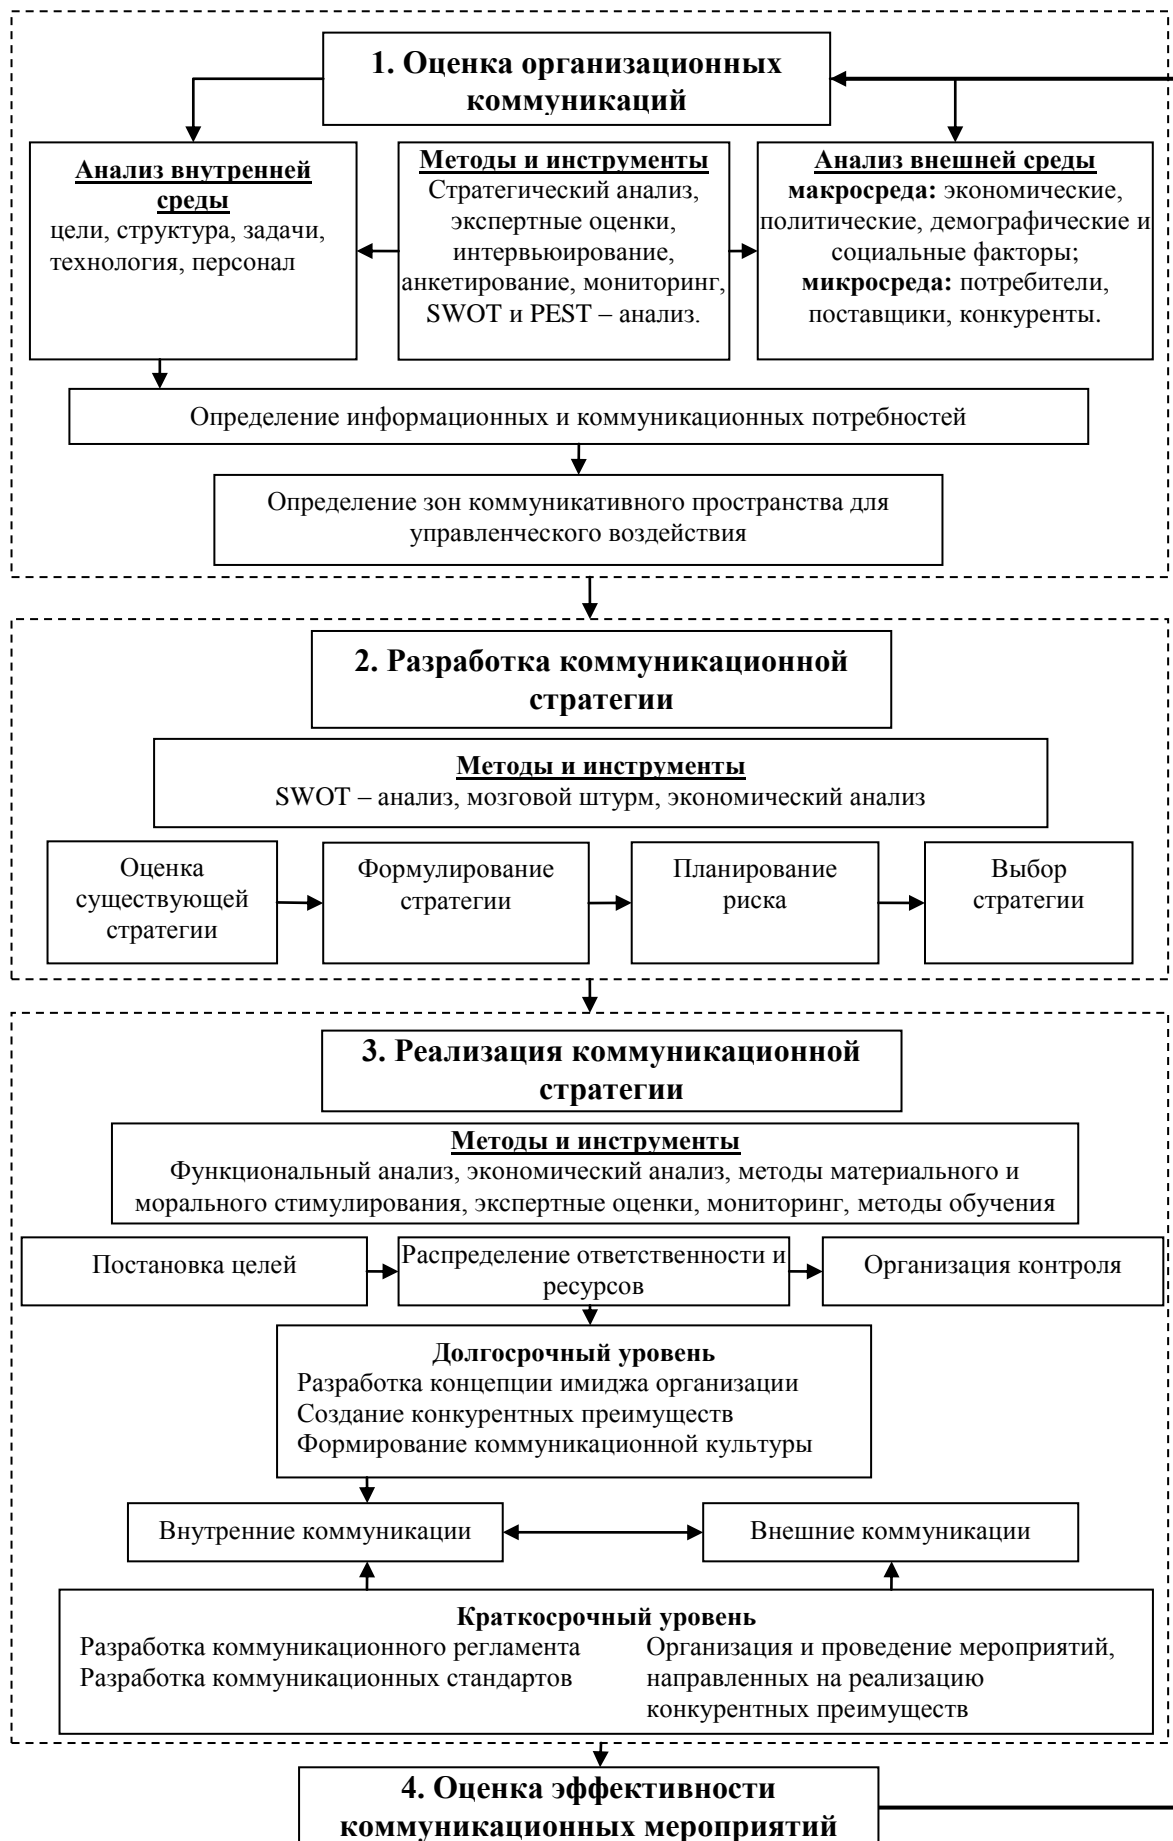 1. Оценка организационных
коммуникаций
Анализ внутренней
среды
цели, структура, задачи,
технология, персонал
Методы и инструменты
Стратегический анализ,
экспертные оценки,
интервьюирование,
анкетирование, мониторинг,
SWOT и PEST – анализ.
Анализ внешней среды
макросреда: экономические,
политические, демографические и
социальные факторы;
микросреда: потребители,
поставщики, конкуренты.
Определение информационных и коммуникационных потребностей
Определение зон коммуникативного пространства для
управленческого воздействия
2. Разработка коммуникационной
стратегии
Методы и инструменты
SWOT – анализ, мозговой штурм, экономический анализ
Оценка
существующей
стратегии
Формулирование
стратегии
Планирование
риска
Выбор
стратегии
3. Реализация коммуникационной
стратегии
Методы и инструменты
Функциональный анализ, экономический анализ, методы материального и
морального стимулирования, экспертные оценки, мониторинг, методы обучения
Постановка целей
Распределение ответственности и
ресурсов
Организация контроля
Долгосрочный уровень
Разработка концепции имиджа организации
Создание конкурентных преимуществ
Формирование коммуникационной культуры
Внутренние коммуникации
Внешние коммуникации
Краткосрочный уровень
Разработка коммуникационного регламента
Разработка коммуникационных стандартов
Организация и проведение мероприятий,
направленных на реализацию
конкурентных преимуществ
4. Оценка эффективности
коммуникационных мероприятий